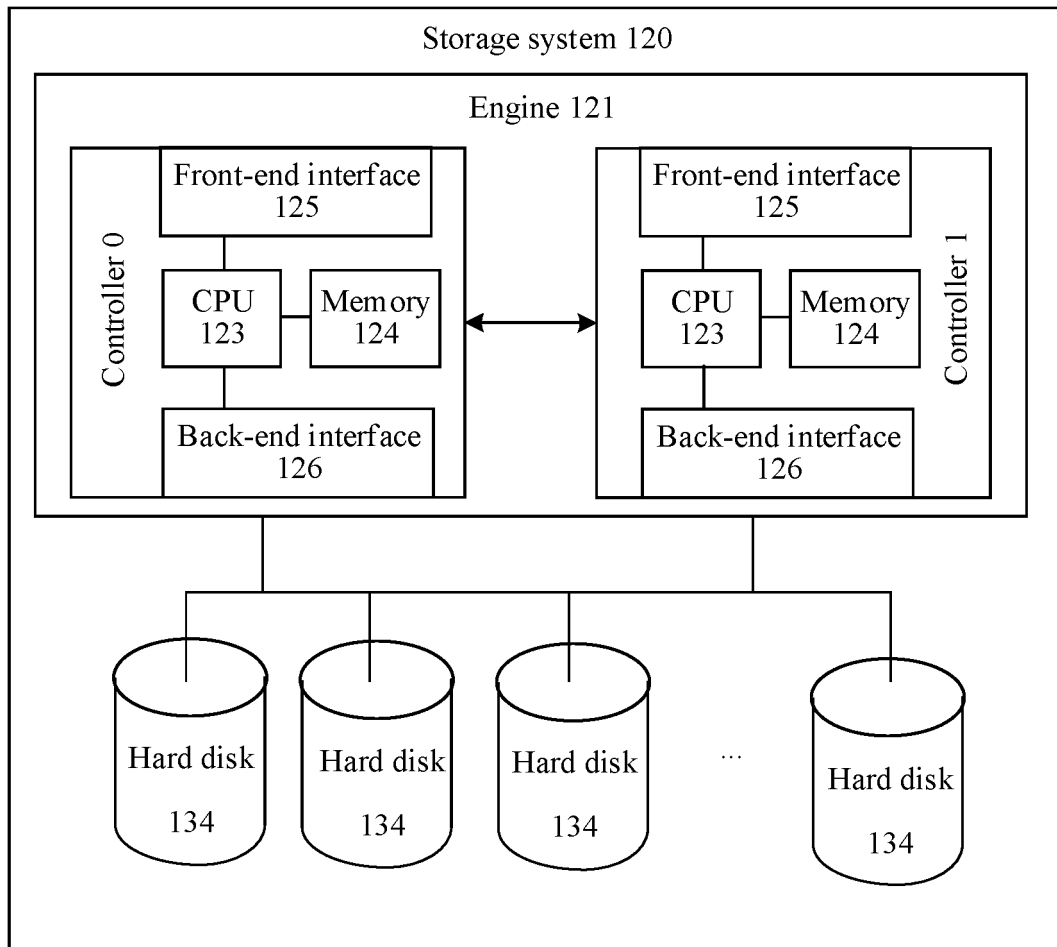 Storage system 120
Engine 121
Controller 0
Front-end interface
125
CPU
123
Memory
124
Back-end interface
126
Front-end interface
125
CPU
123
Memory
124
Back-end interface
126
Controller 1
Hard disk
134
Hard disk
134
Hard disk
134
...
Hard disk
134